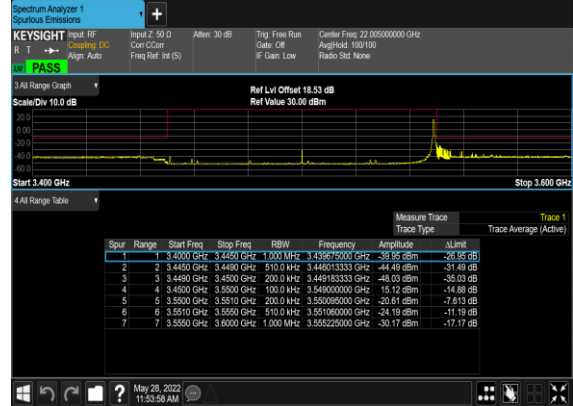 Spectrum Analyzer 1
Spurious Emissions
KEYSIGHT Input: RF Input Z: 50 Ω Atten: 30 dB Trig: Free Run Center Freq: 22.005000000 GHz
R T Coupling: DC Corr CCorr Gate: Off Avg|Hold: 100/100
Align: Auto Freq Ref: Int (S) IF Gain: Low Radio Std: None
PASS
3 All Range Graph
Ref Lvl Offset 18.53 dB
Scale/Div 10.0 dB Ref Value 30.00 dBm
20.0
0.00
-20.0
-40.0
-60.0
Start 3.400 GHz Stop 3.600 GHz
4 All Range Table
Measure Trace Trace 1
Trace Type Trace Average (Active)
Spur Range Start Freq Stop Freq RBW Frequency Amplitude ΔLimit
1 1 3.4000 GHz 3.4450 GHz 1.000 MHz 3.439675000 GHz -39.95 dBm -26.95 dB
2 2 3.4450 GHz 3.4490 GHz 510.0 kHz 3.446013333 GHz -44.49 dBm -31.49 dB
3 3 3.4490 GHz 3.4500 GHz 200.0 kHz 3.449183333 GHz -48.03 dBm -35.03 dB
4 4 3.4500 GHz 3.5500 GHz 100.0 kHz 3.549000000 GHz 15.12 dBm -14.88 dB
5 5 3.5500 GHz 3.5510 GHz 200.0 kHz 3.550095000 GHz -20.61 dBm -7.613 dB
6 6 3.5510 GHz 3.5550 GHz 510.0 kHz 3.551060000 GHz -24.19 dBm -11.19 dB
7 7 3.5550 GHz 3.6000 GHz 1.000 MHz 3.555225000 GHz -30.17 dBm -17.17 dB
May 28, 2022
11:53:58 AM